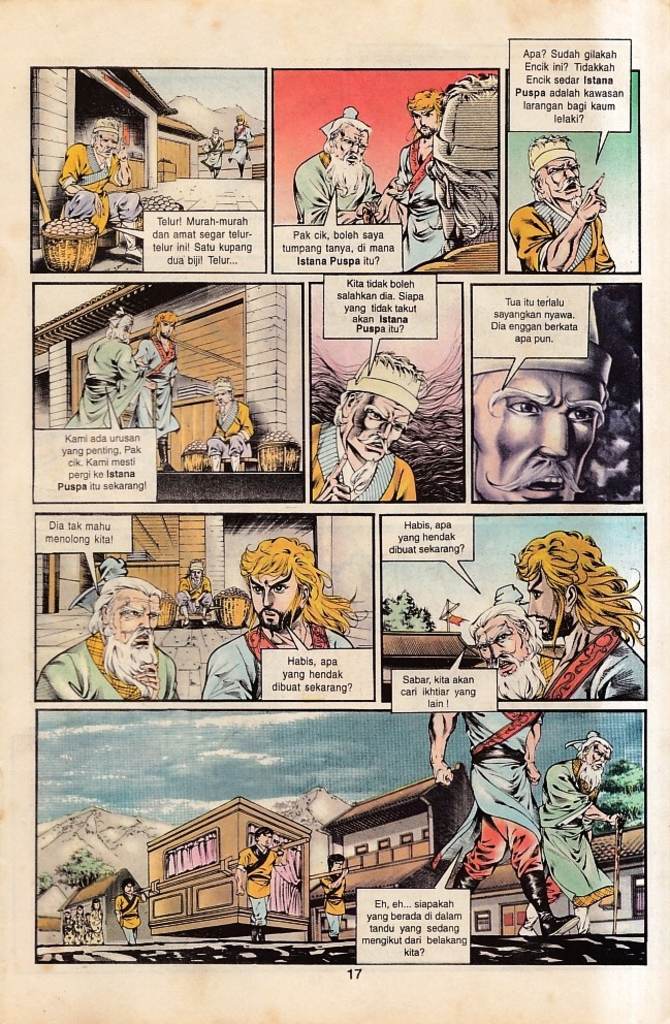 Telur! Murah-murah
dan amat segar telur-
telur ini! Satu kupang
dua biji! Telur...
Pak cik, boleh saya
tumpang tanya, di mana
Istana Puspa itu?
Apa? Sudah gilakah
Encik ini? Tidakkah
Encik sedar Istana
Puspa adalah kawasan
larangan bagi kaum
lelaki?
Kami ada urusan
yang penting, Pak
cik. Kami mesti
pergi ke Istana
Puspa itu sekarang!
Kita tidak boleh
salahkan dia. Siapa
yang tidak takut
akan Istana
Puspa itu?
Tua itu terlalu
sayangkan nyawa.
Dia enggan berkata
apa pun.
Dia tak mahu
menolong kita!
Habis, apa
yang hendak
dibuat sekarang?
Habis, apa
yang hendak
dibuat sekarang?
Sabar, kita akan
cari ikhtiar yang
lain !
Eh, eh... siapakah
yang berada di dalam
tandu yang sedang
mengikut dari belakang
kita?
17